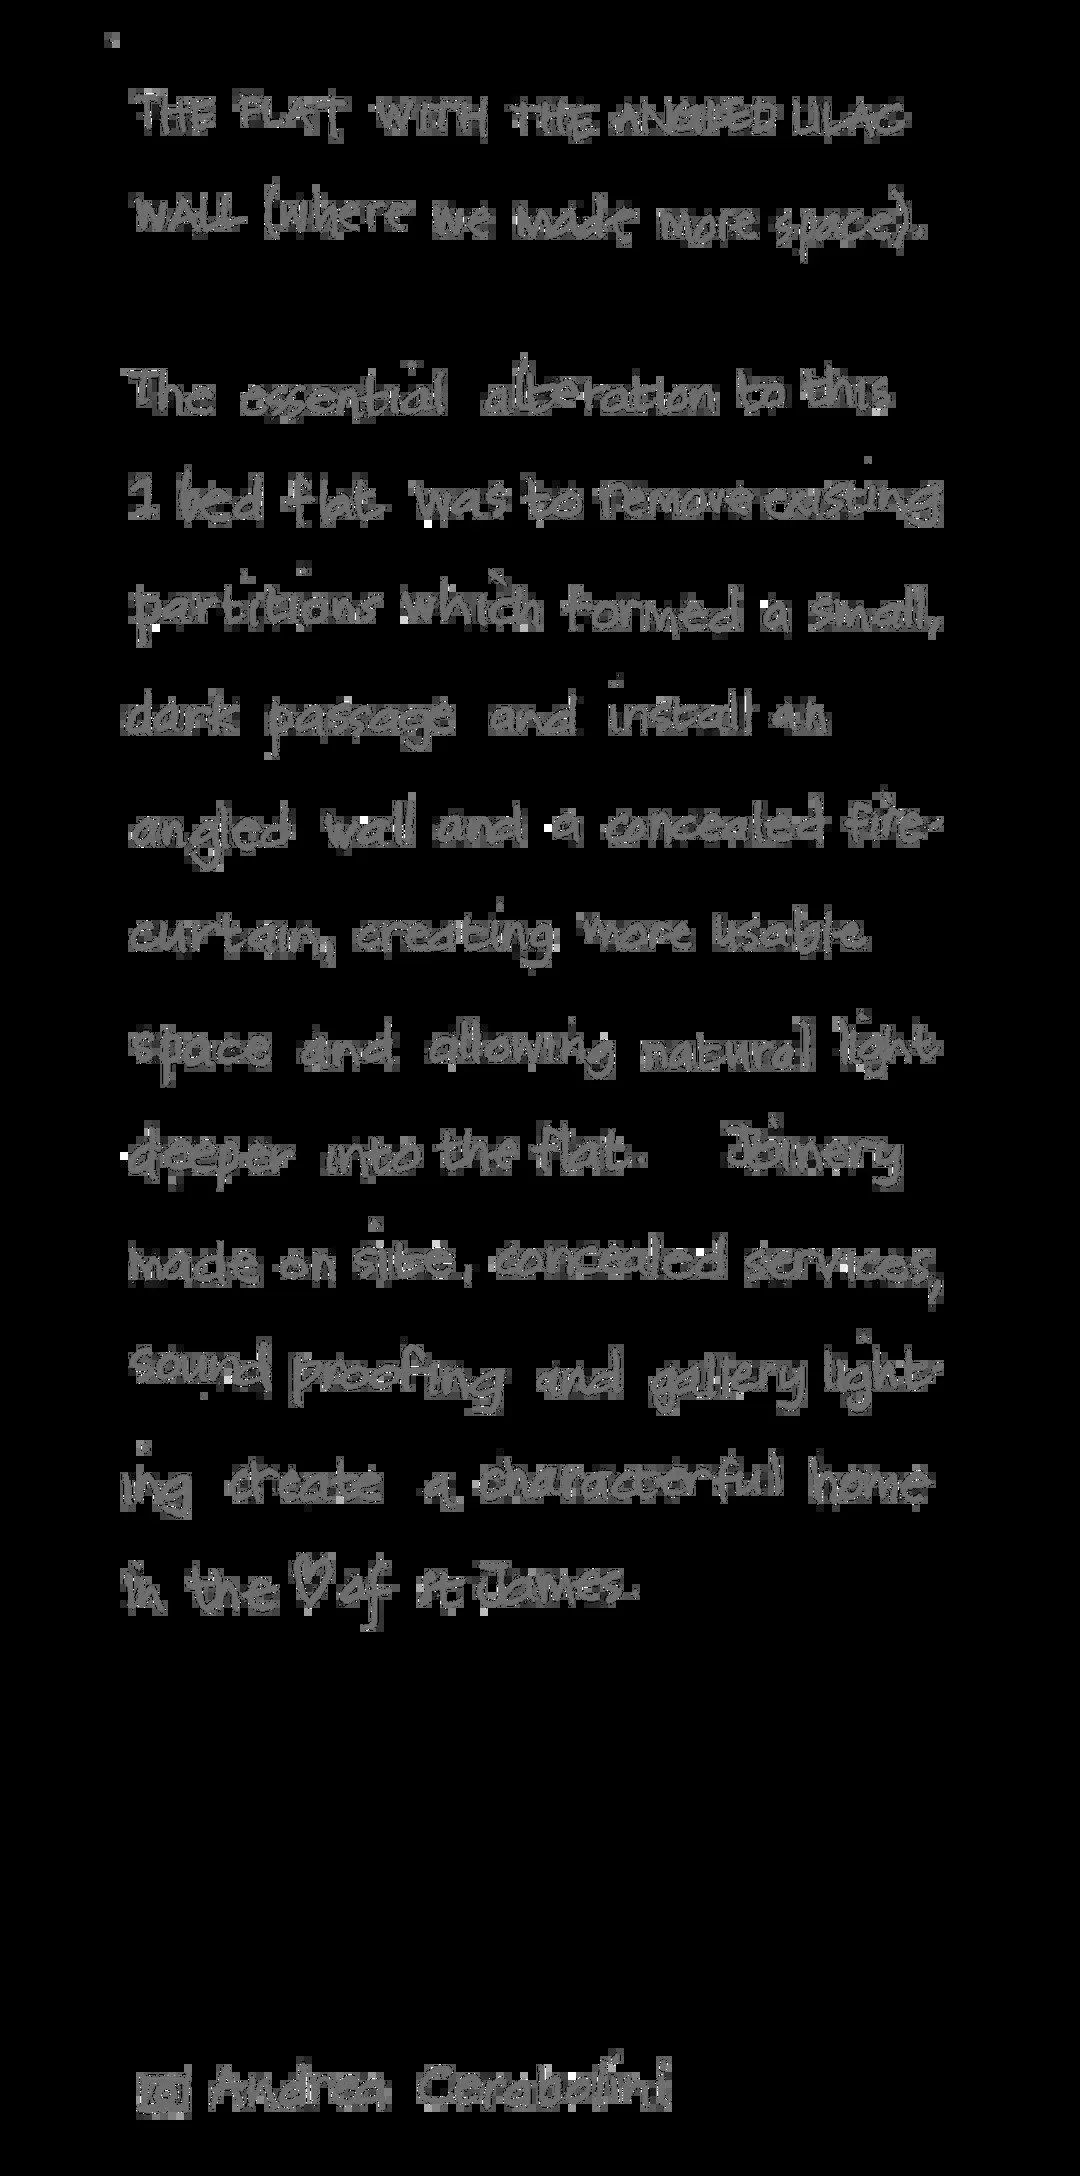 THE FLAT WITH THE ANGLED LILAC
WALL (where we made more space).
The essential alteration to this
1 bed flat was to remove existing
partitions which formed a small,
dark passage and install an
angled wall and a concealed fire
curtain, creating more usable
space and allowing natural light
deeper into the flat. Joinery
made on site, concealed services,
sound proofing and gallery light-
ing create a characterful home
in the ♡ of St James.
Andrea Cerabolini